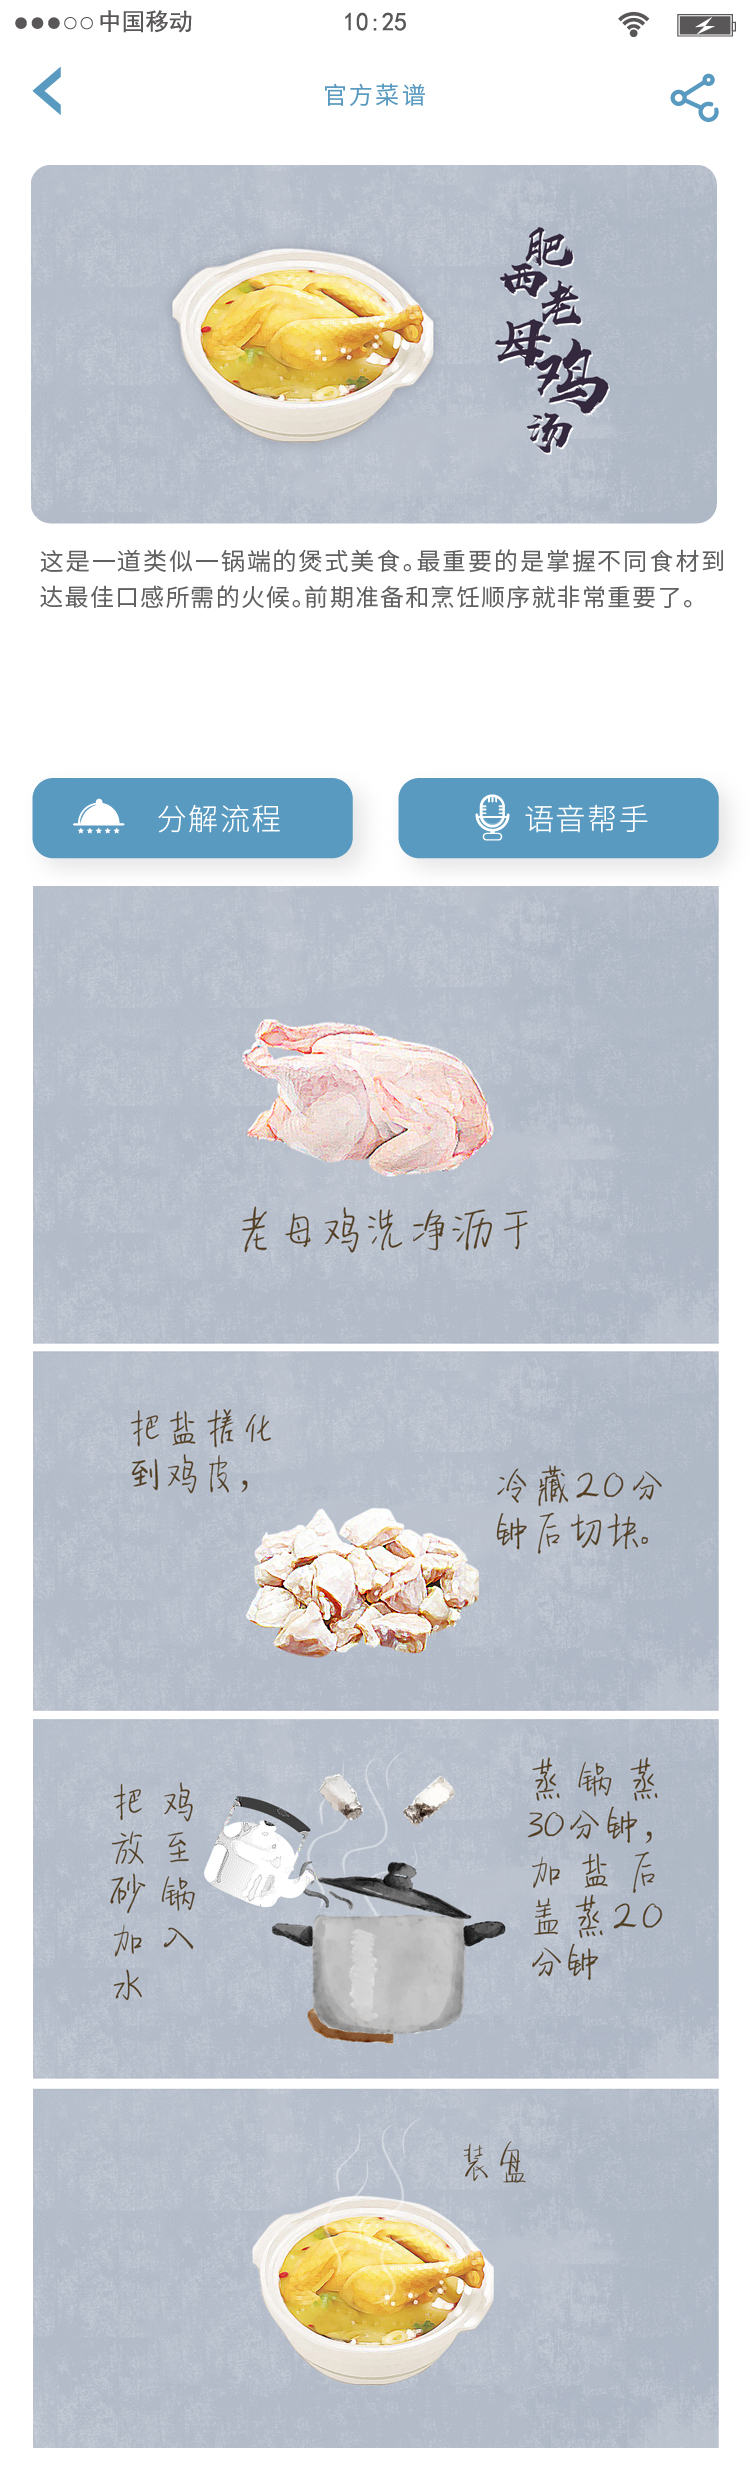 中国移动
10:25
官方菜谱
肥西老母鸡汤
这是一道类似一锅端的煲式美食。最重要的是掌握不同食材到
达最佳口感所需的火候。前期准备和烹饪顺序就非常重要了。
分解流程
语音帮手
老母鸡洗净沥干
把盐搓化
到鸡皮，
冷藏20分
钟后切块。
把鸡
放至
砂锅
加入
水
蒸锅蒸
30分钟，
加盐后
盖蒸20
分钟
装盘